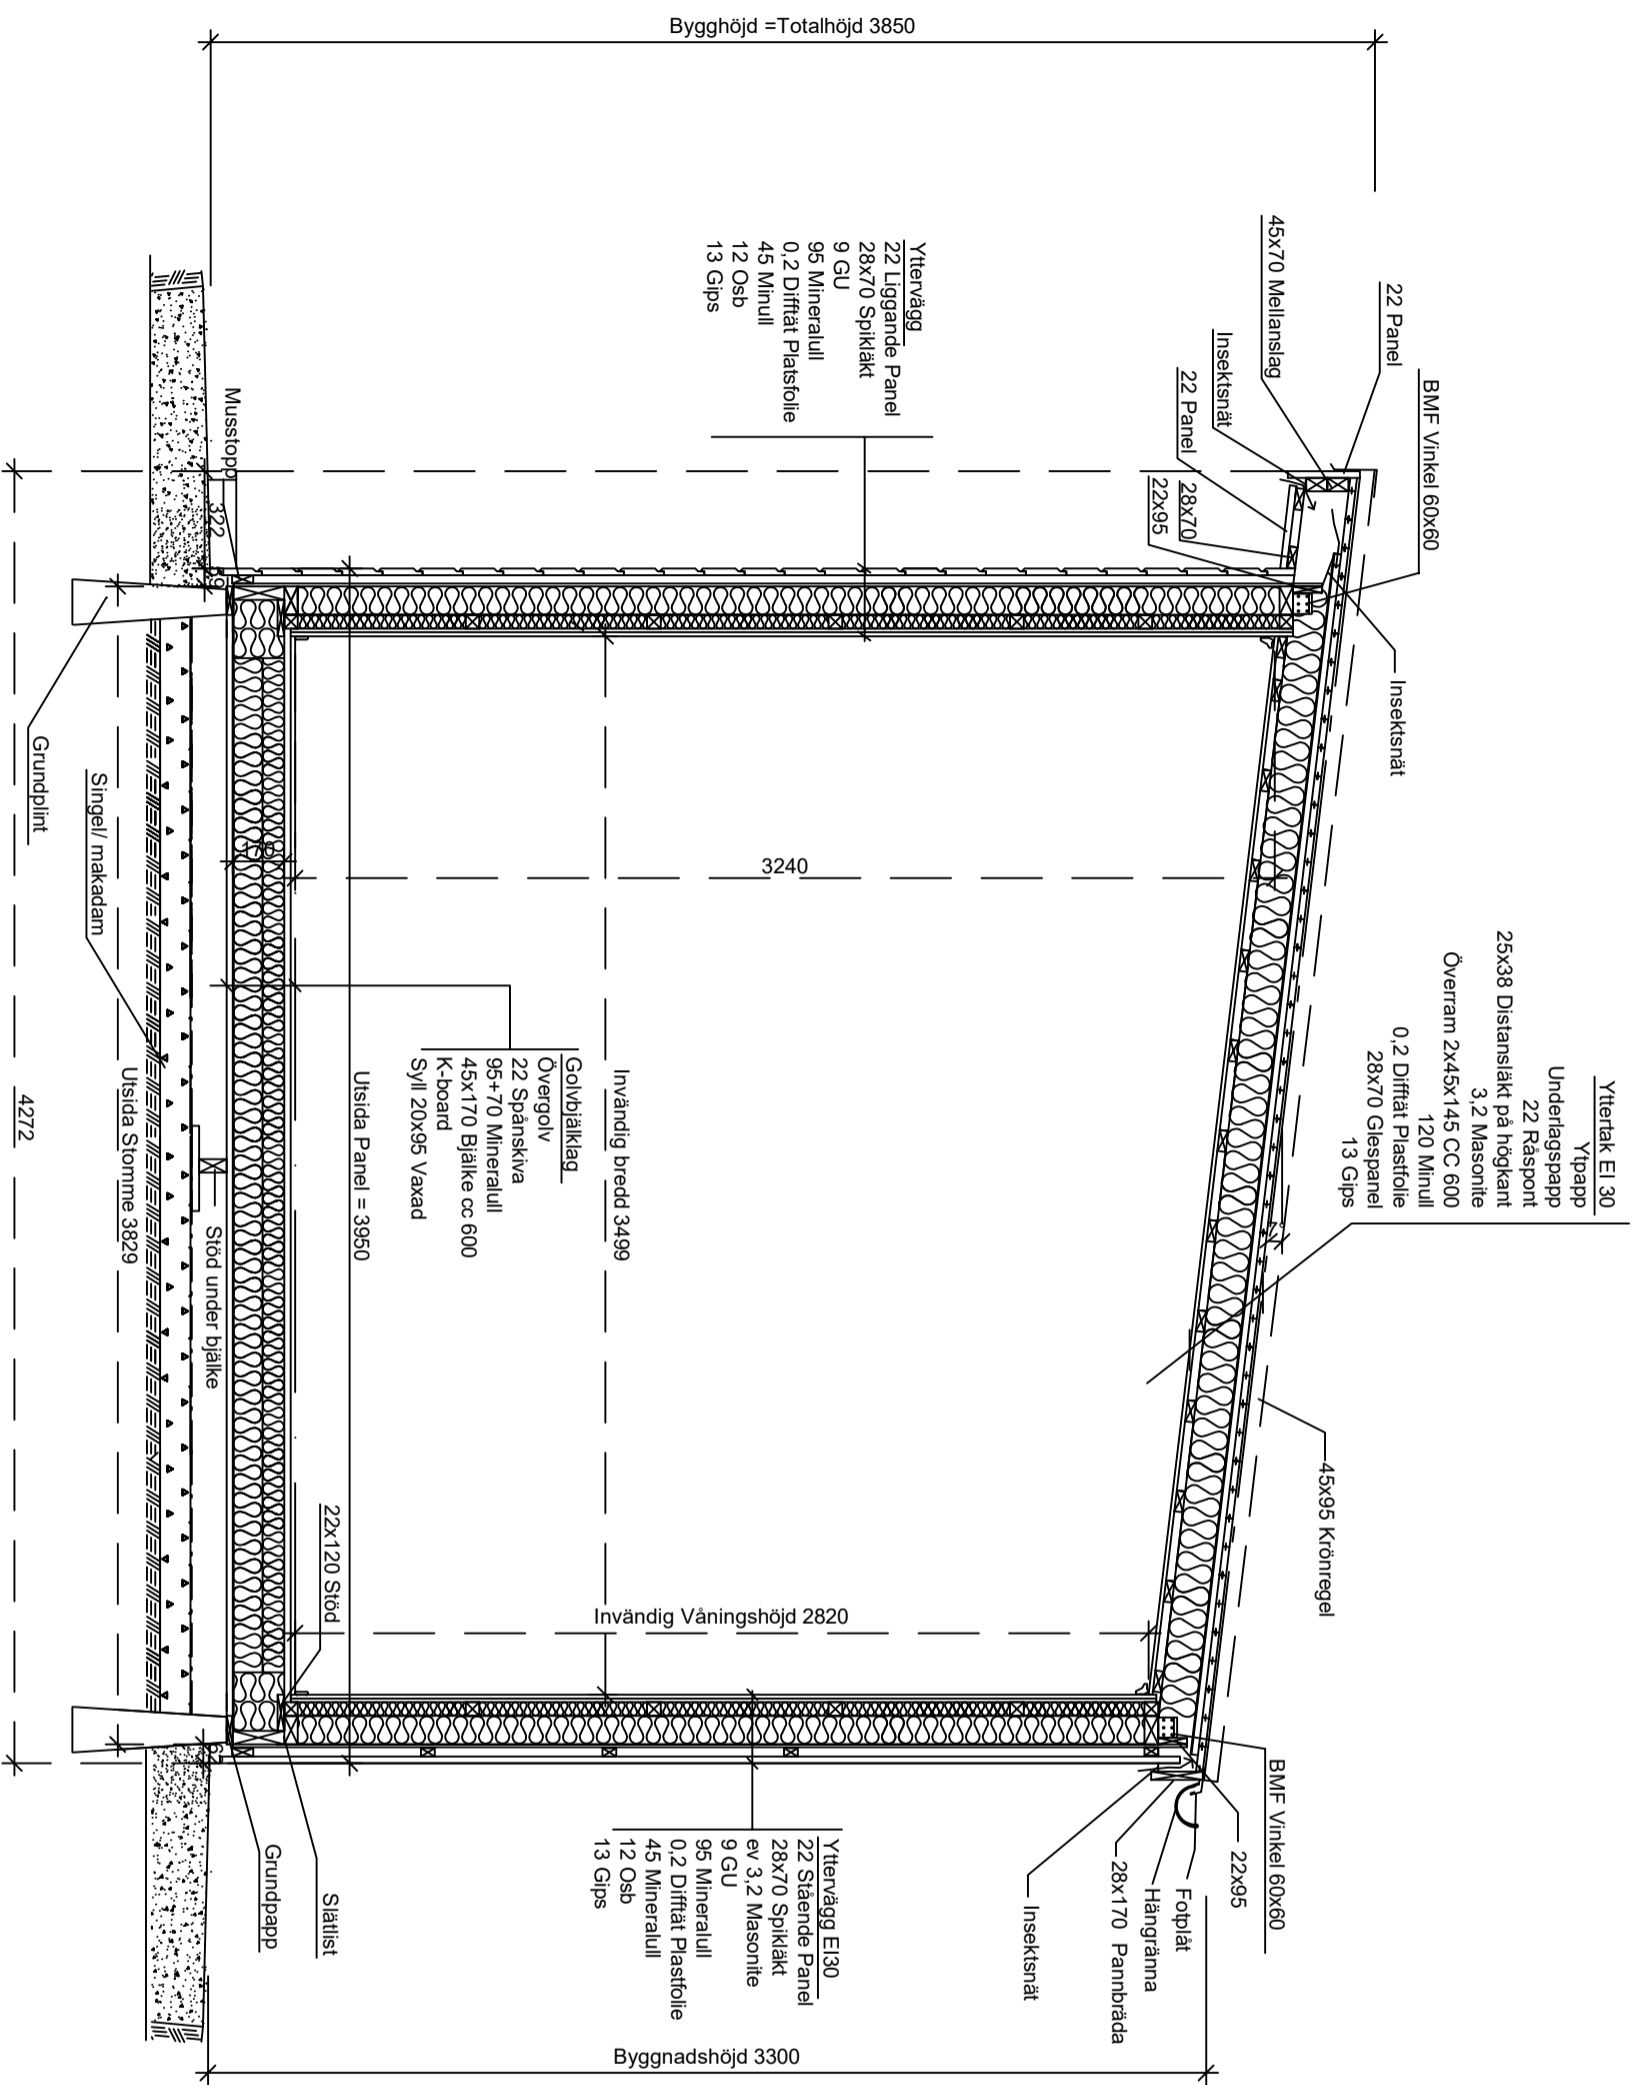 Yttertak EI 30
Ytpapp
Underlagspapp
22 Råspont
25x38 Distansläkt på högkant
3,2 Masonite
Överram 2x45x145 CC 600
120 Minull
0,2 Difftät Plastfolie
28x70 Glespanel
13 Gips
BMF Vinkel 60x60
22 Panel
45x70 Mellanslag
Insektsnät
22 Panel
28x70
22x95
Insektsnät
7°
45x95 Krönregel
BMF Vinkel 60x60
22x95
Fotplåt
Hängränna
28x170 Pannbräda
Insektsnät
Bygghöjd =Totalhöjd 3850
Yttervägg
22 Liggande Panel
28x70 Spikläkt
9 GU
95 Mineralull
0,2 Difftät Platsfolie
45 Minull
12 Osb
13 Gips
3240
Invändig Våningshöjd 2820
Yttervägg EI30
22 Stående Panel
28x70 Spikläkt
ev 3,2 Masonite
9 GU
95 Mineralull
0,2 Difftät Plastfolie
45 Mineralull
12 Osb
13 Gips
Byggnadshöjd 3300
Invändig bredd 3499
Golvbjälklag
Övergolv
22 Spånskiva
95+70 Mineralull
45x170 Bjälke cc 600
K-board
Syll 20x95 Vaxad
Utsida Panel = 3950
22x120 Stöd
Slätlist
Grundpapp
Musstopp
322
Stöd under bjälke
Utsida Stomme 3829
Singel/ makadam
Grundplint
4272